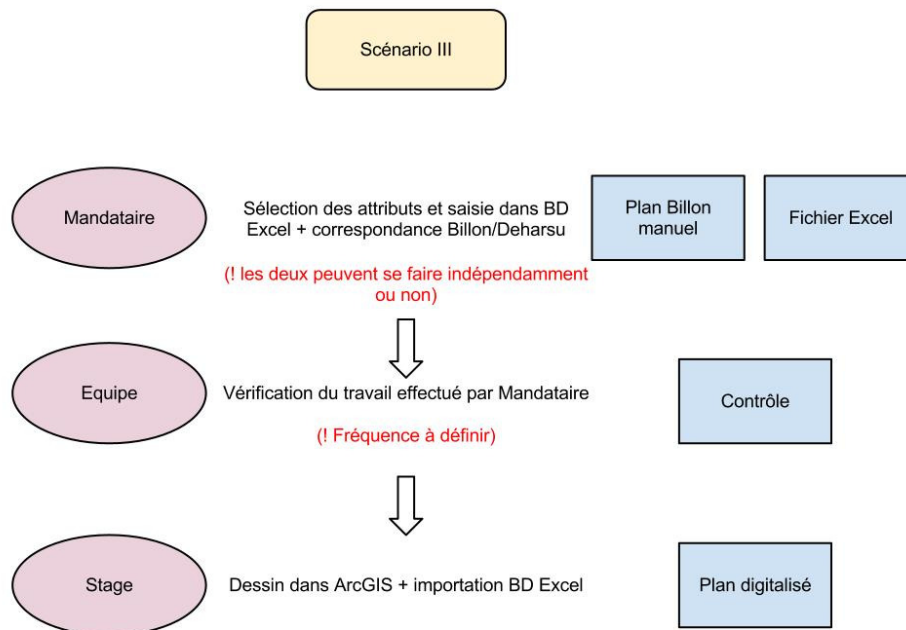 Scénario III
Mandataire
Sélection des attributs et saisie dans BD
Excel + correspondance Billon/Deharsu
(! les deux peuvent se faire indépendamment
ou non)
Plan Billon
manuel
Fichier Excel
Equipe
Vérification du travail effectué par Mandataire
(! Fréquence à définir)
Contrôle
Stage
Dessin dans ArcGIS + importation BD Excel
Plan digitalisé